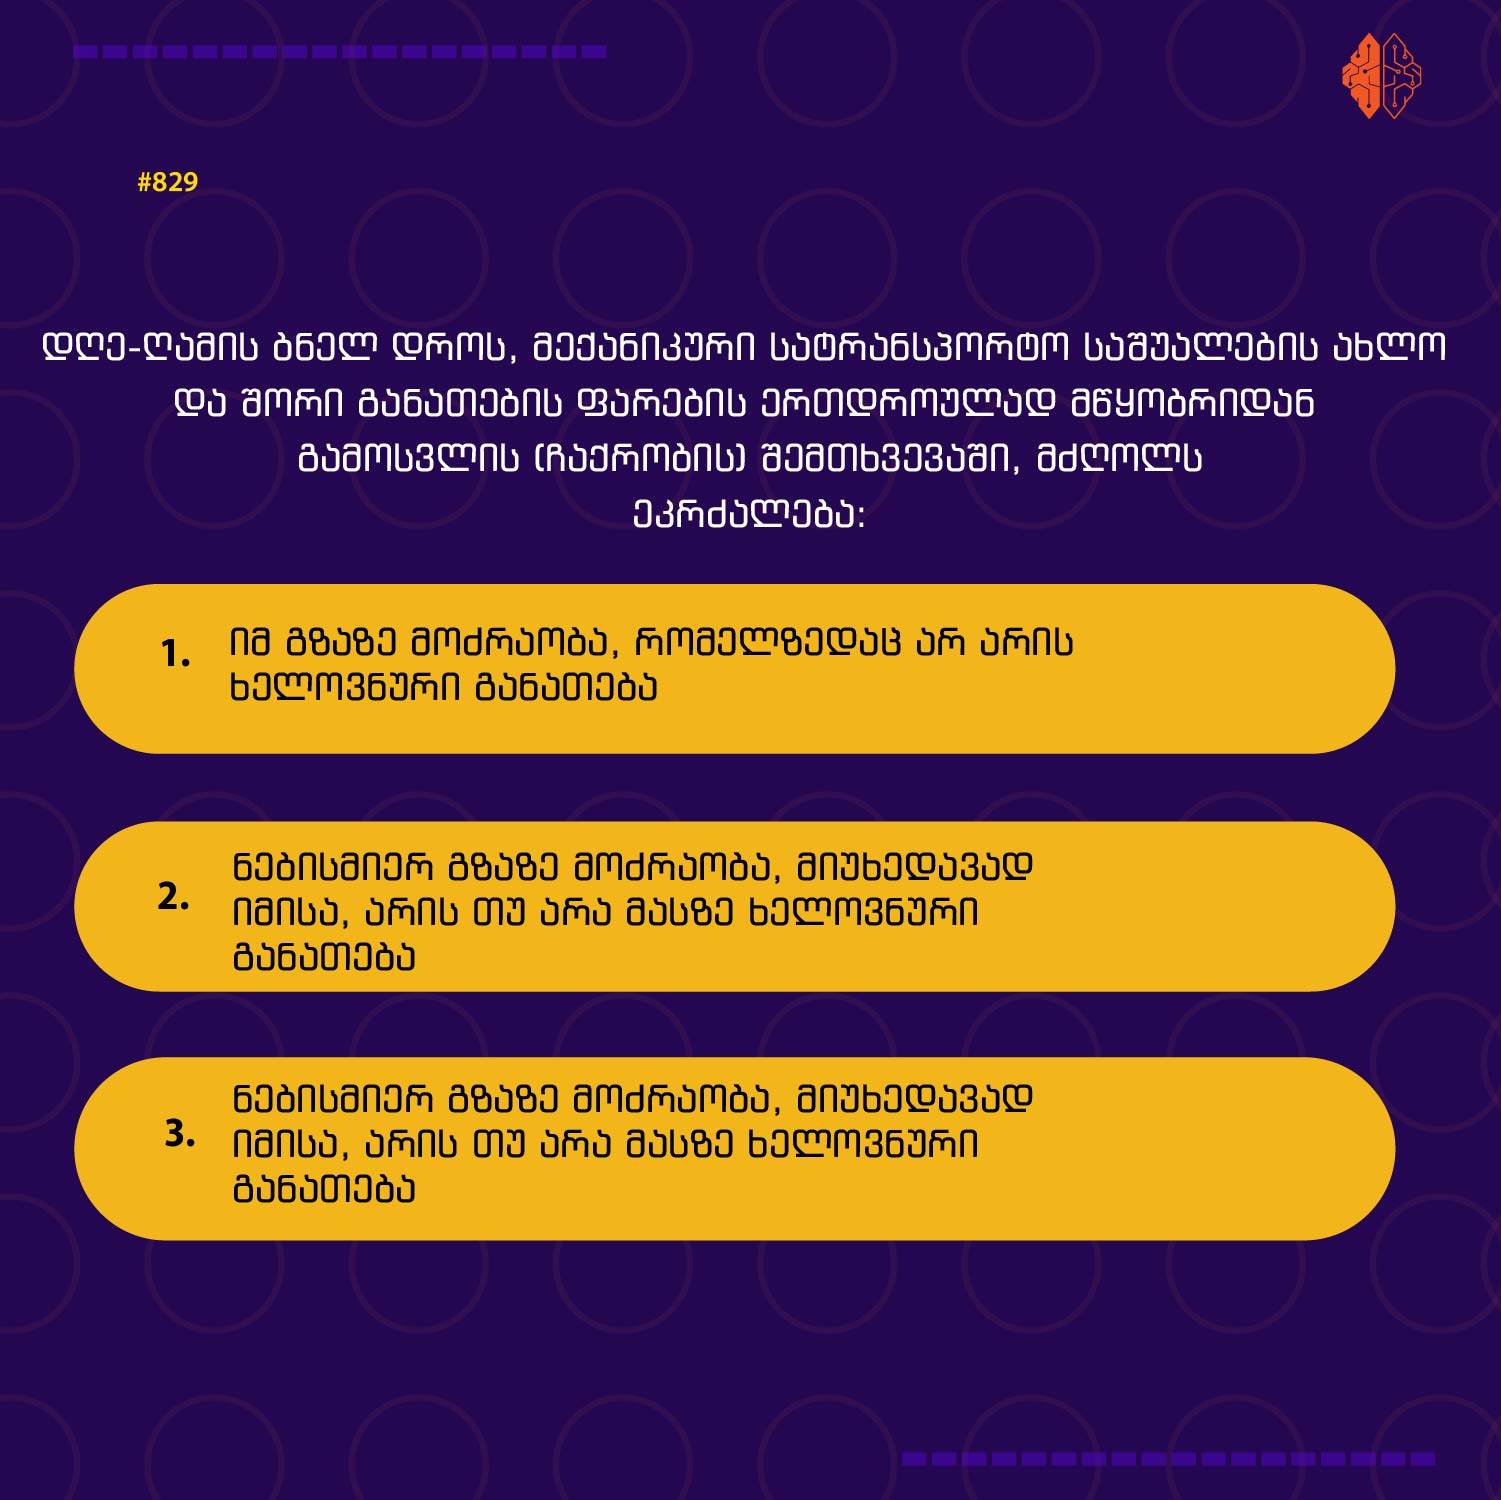 #829
დღე-ღამის ბნელ დროს, მექანიკური სატრანსპორტო საშუალების ახლო
და შორი განათების ფარების ერთდროულად მწყობრიდან
გამოსვლის (ჩაქრობის) შემთხვევაში, მძღოლს
ეკრძალება:
1. იმ გზაზე მოძრაობა, რომელზედაც არ არის
ხელოვნური განათება
2. ნებისმიერ გზაზე მოძრაობა, მიუხედავად
იმისა, არის თუ არა მასზე ხელოვნური
განათება
3. ნებისმიერ გზაზე მოძრაობა, მიუხედავად
იმისა, არის თუ არა მასზე ხელოვნური
განათება